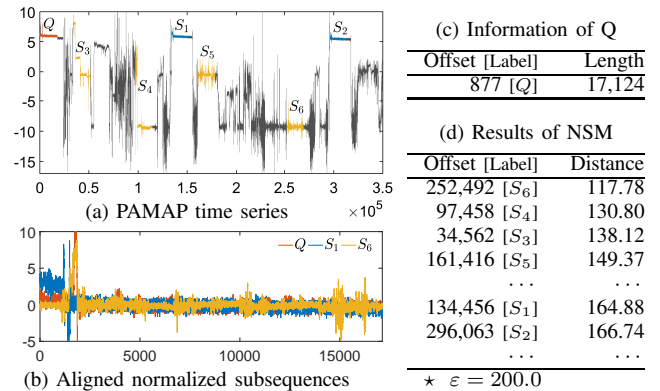 15
10
5
0
-5
-10
-15
Q
S₃
S₄
S₁
S₅
S₆
S₂
0 0.5 1 1.5 2 2.5 3 3.5
×10⁵
(a) PAMAP time series
10
5
0
-5
Q S₁ S₆
0 5000 10000 15000
(b) Aligned normalized subsequences
(c) Information of Q
Offset [Label] Length
877 [Q] 17,124
(d) Results of NSM
Offset [Label] Distance
252,492 [S₆] 117.78
97,458 [S₄] 130.80
34,562 [S₃] 138.12
161,416 [S₅] 149.37
··· ···
134,456 [S₁] 164.88
296,063 [S₂] 166.74
··· ···
⋆ ε = 200.0